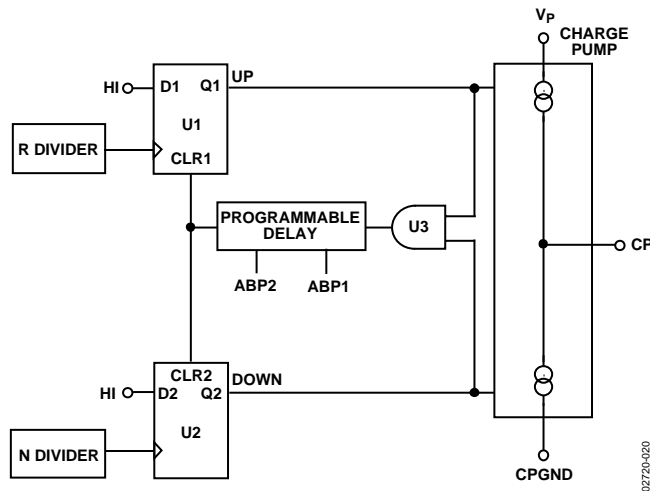 VP
CHARGE
PUMP
HI
D1
Q1
UP
U1
R DIVIDER
CLR1
PROGRAMMABLE
DELAY
U3
CP
ABP2
ABP1
CLR2
DOWN
HI
D2
Q2
U2
N DIVIDER
CPGND
02720-020